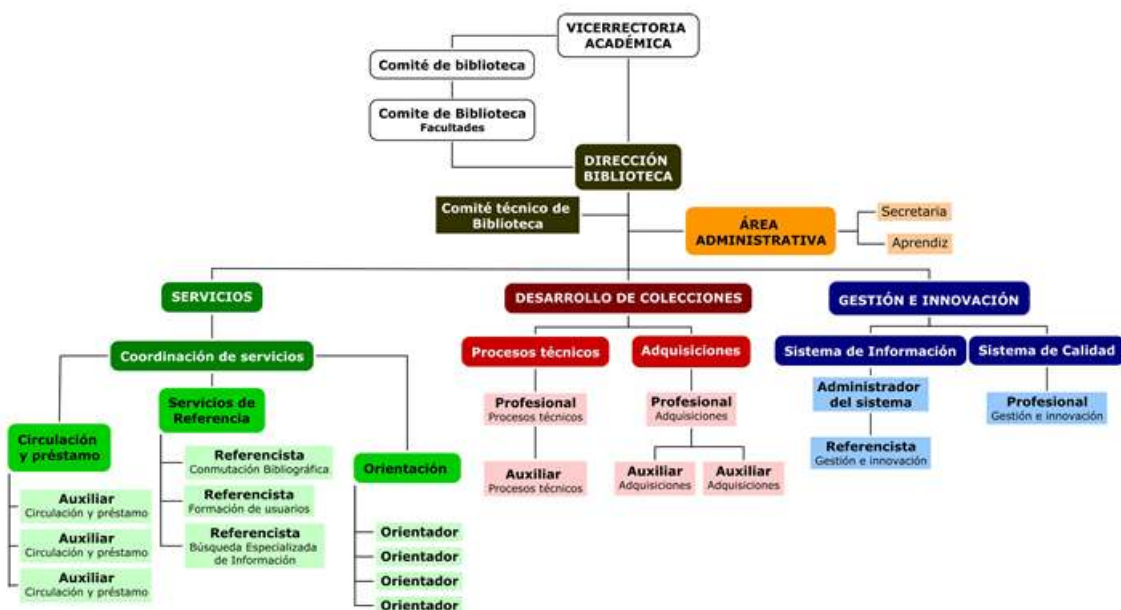 VICERRECTORIA
ACADÉMICA
Comité de biblioteca
Comite de Biblioteca
Facultades
DIRECCIÓN
BIBLIOTECA
Comité técnico de
Biblioteca
ÁREA
ADMINISTRATIVA
Secretaria
Aprendiz
SERVICIOS
DESARROLLO DE COLECCIONES
GESTIÓN E INNOVACIÓN
Coordinación de servicios
Procesos técnicos
Adquisiciones
Sistema de Información
Sistema de Calidad
Circulación
y préstamo
Auxiliar
Circulación y préstamo
Auxiliar
Circulación y préstamo
Auxiliar
Circulación y préstamo
Servicios de
Referencia
Referencista
Conmutación Bibliográfica
Referencista
Formación de usuarios
Referencista
Búsqueda Especializada
de Información
Orientación
Orientador
Orientador
Orientador
Orientador
Profesional
Procesos técnicos
Auxiliar
Procesos técnicos
Profesional
Adquisiciones
Auxiliar
Adquisiciones
Auxiliar
Adquisiciones
Administrador
del sistema
Referencista
Gestión e innovación
Profesional
Gestión e innovación